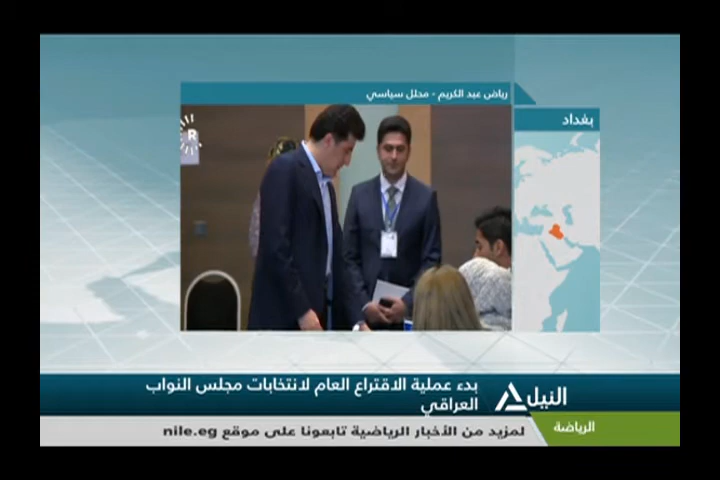 رياض عبد الكريم - محلل سياسي
بغداد
R
بدء عملية الاقتراع العام لانتخابات مجلس النواب
العراقي
النيل
الرياضة
لمزيد من الأخبار الرياضية تابعونا على موقع nile.eg